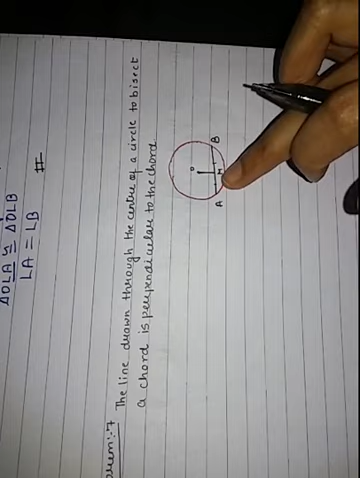 ΔOLA ≅ ΔOLB
LA = LB
#
The line drawn through the centre of a circle to bisect
a chord is perpendicular to the chord.
O
A M B